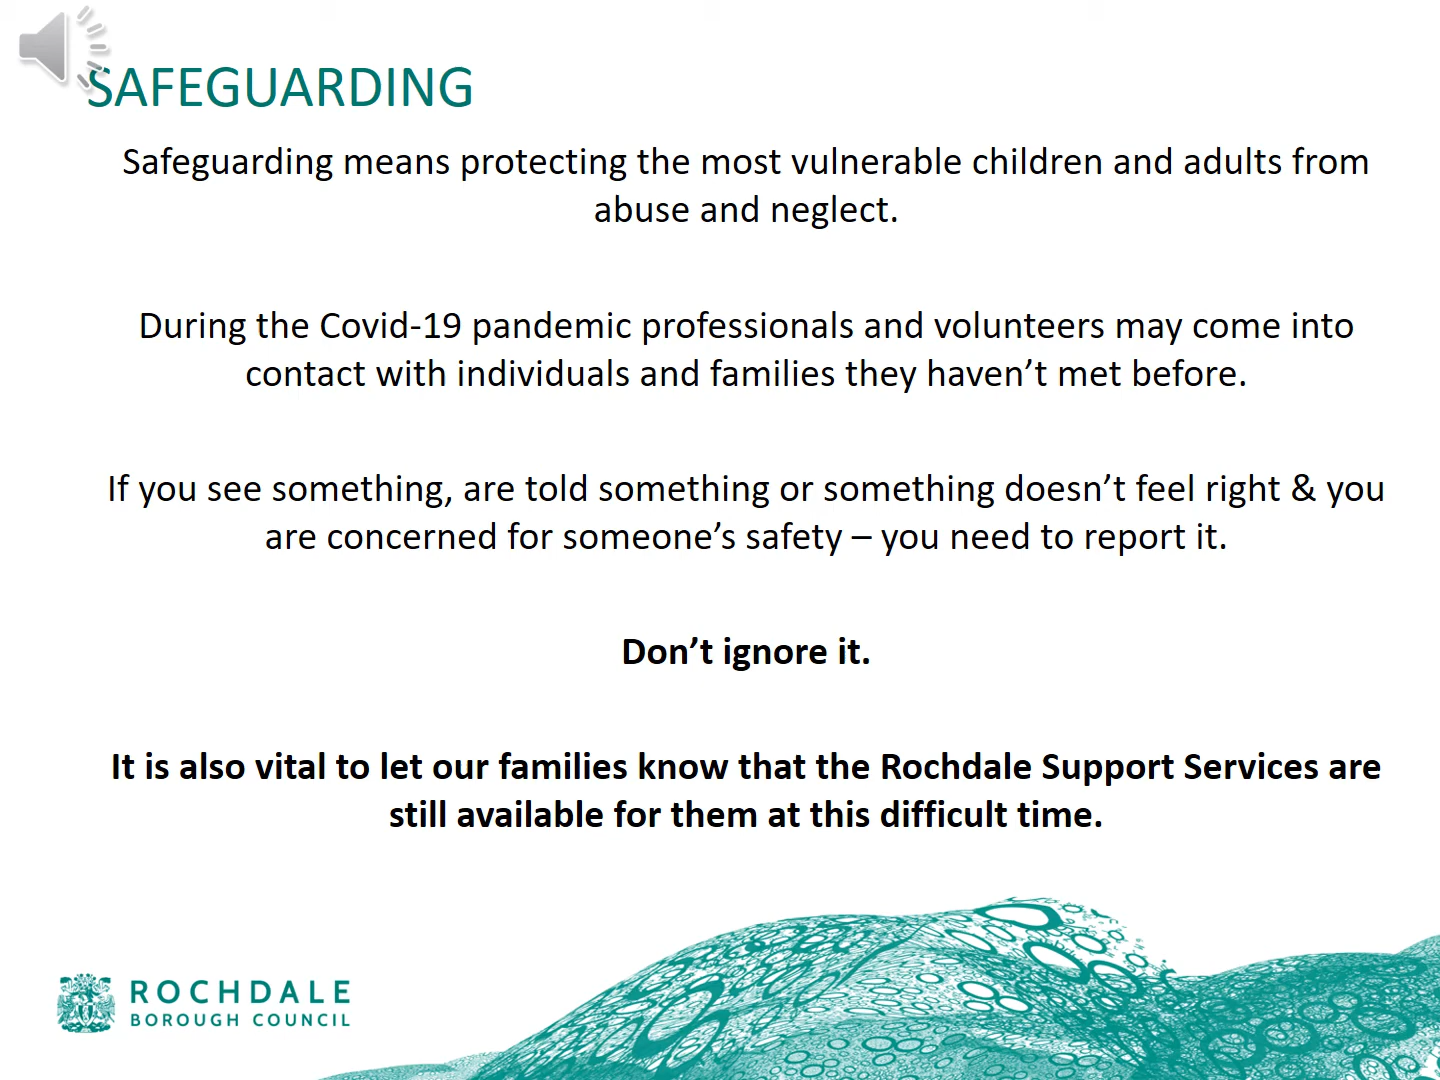 SAFEGUARDING
Safeguarding means protecting the most vulnerable children and adults from
abuse and neglect.
During the Covid-19 pandemic professionals and volunteers may come into
contact with individuals and families they haven’t met before.
If you see something, are told something or something doesn’t feel right & you
are concerned for someone’s safety – you need to report it.
Don’t ignore it.
It is also vital to let our families know that the Rochdale Support Services are
still available for them at this difficult time.
ROCHDALE
BOROUGH COUNCIL